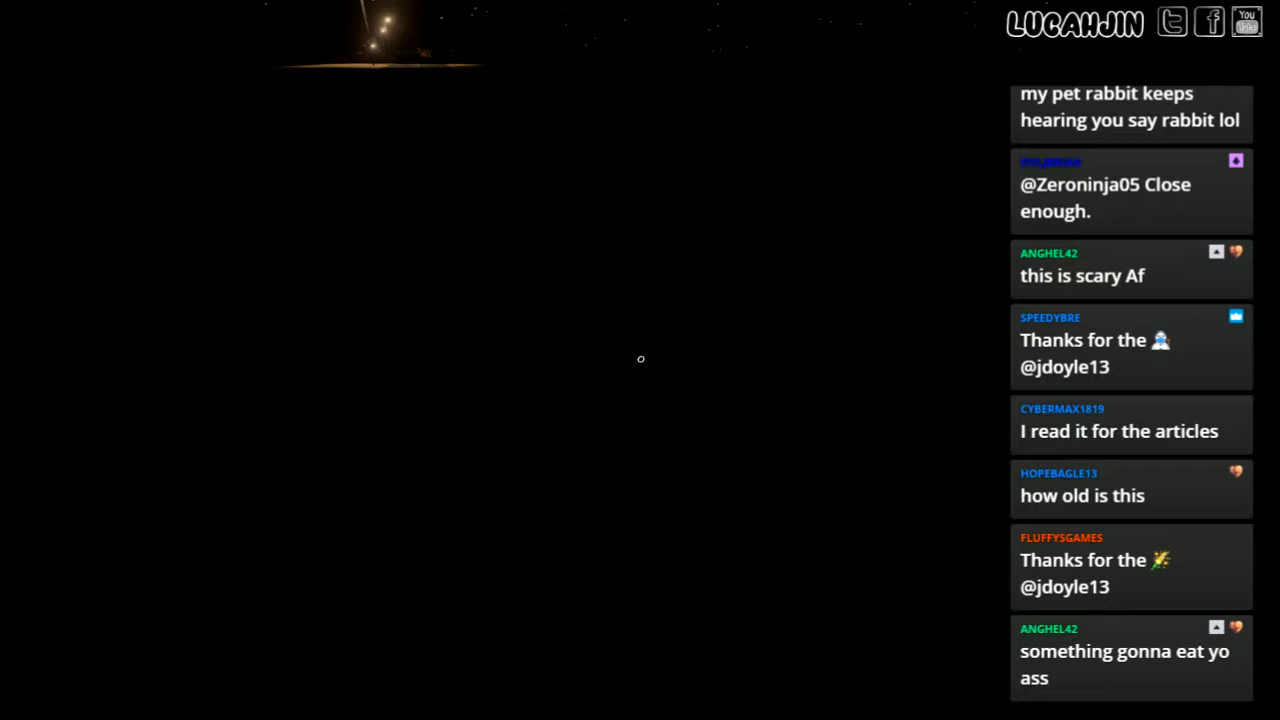 LUCAHJIN
You
Tube
my pet rabbit keeps
hearing you say rabbit lol
@Zeroninja05 Close
enough.
ANGHEL42
this is scary Af
SPEEDYBRE
Thanks for the
@jdoyle13
CYBERMAX1819
I read it for the articles
HOPEBAGLE13
how old is this
FLUFFYSGAMES
Thanks for the
@jdoyle13
ANGHEL42
something gonna eat yo
ass